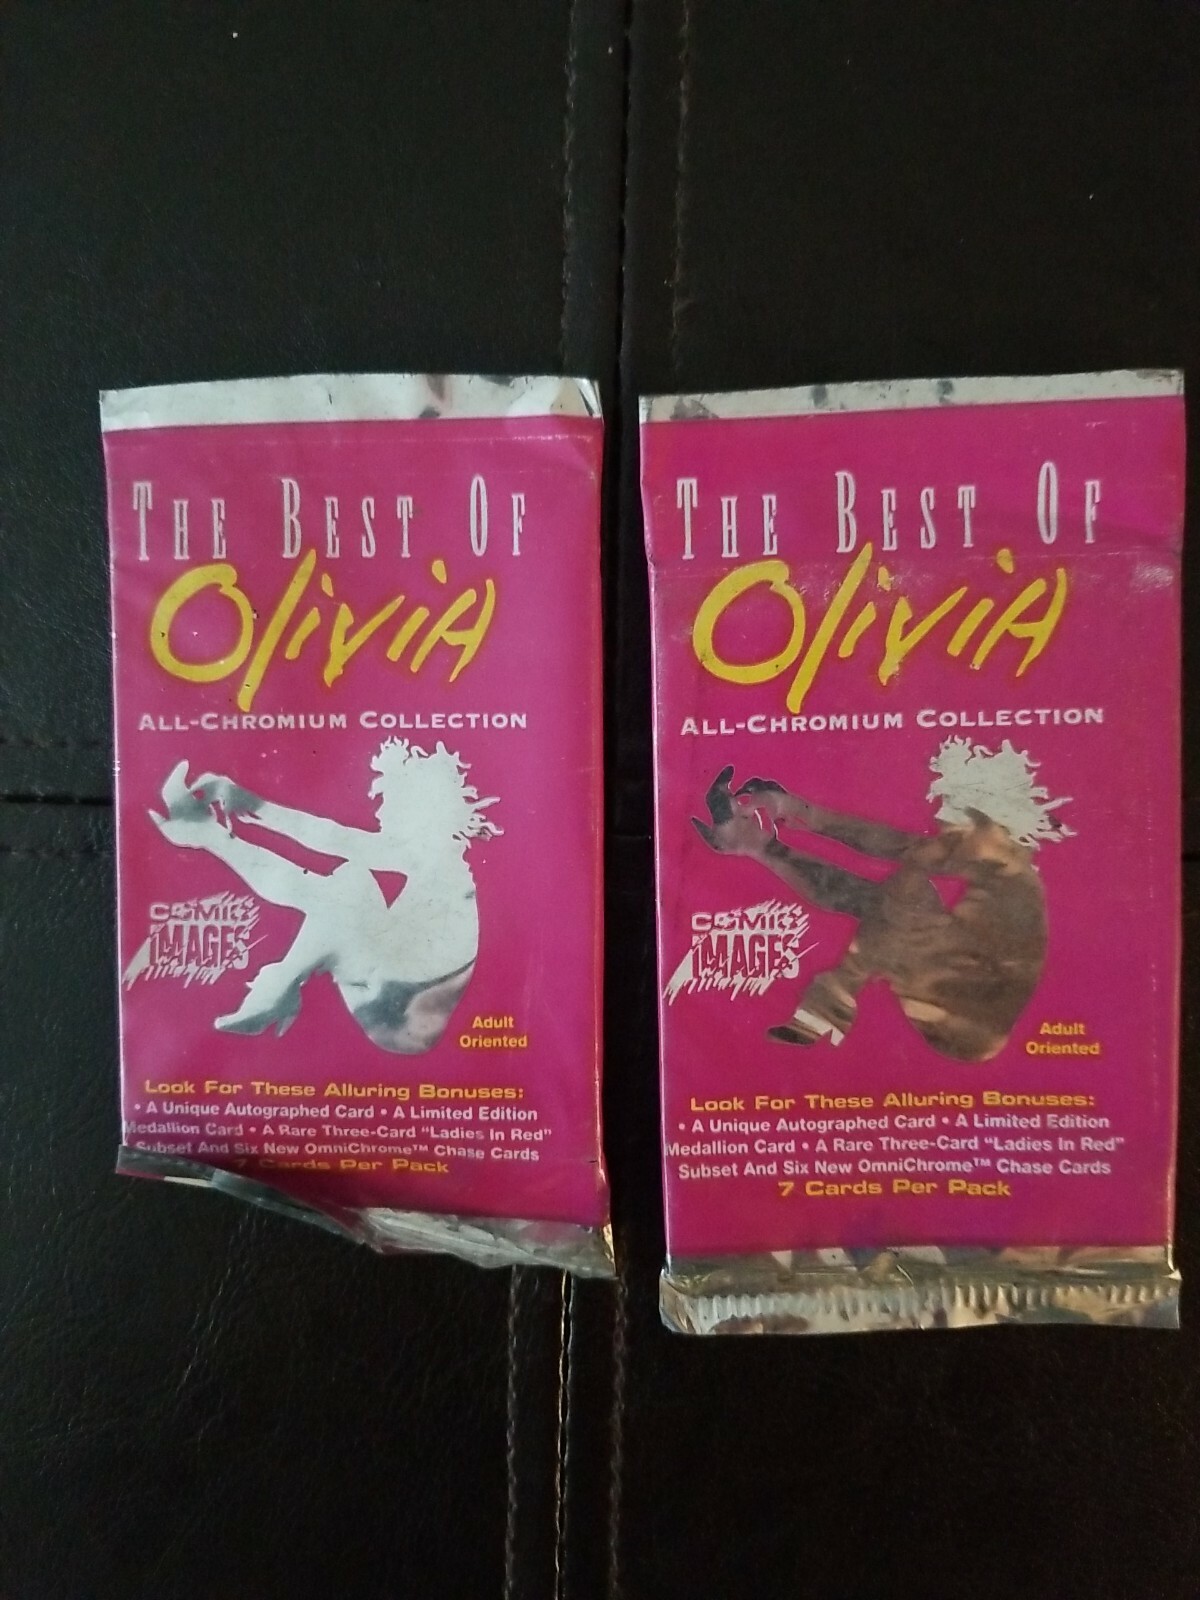 THE BEST OF
Olivia
ALL-CHROMIUM COLLECTION
COMIC
IMAGES
Adult
Oriented
Look For These Alluring Bonuses:
• A Unique Autographed Card • A Limited Edition
Medallion Card • A Rare Three-Card "Ladies In Red"
Subset And Six New OmniChrome™ Chase Cards
7 Cards Per Pack
THE BEST OF
Olivia
ALL-CHROMIUM COLLECTION
COMIC
IMAGES
Adult
Oriented
Look For These Alluring Bonuses:
• A Unique Autographed Card • A Limited Edition
Medallion Card • A Rare Three-Card "Ladies In Red"
Subset And Six New OmniChrome™ Chase Cards
7 Cards Per Pack